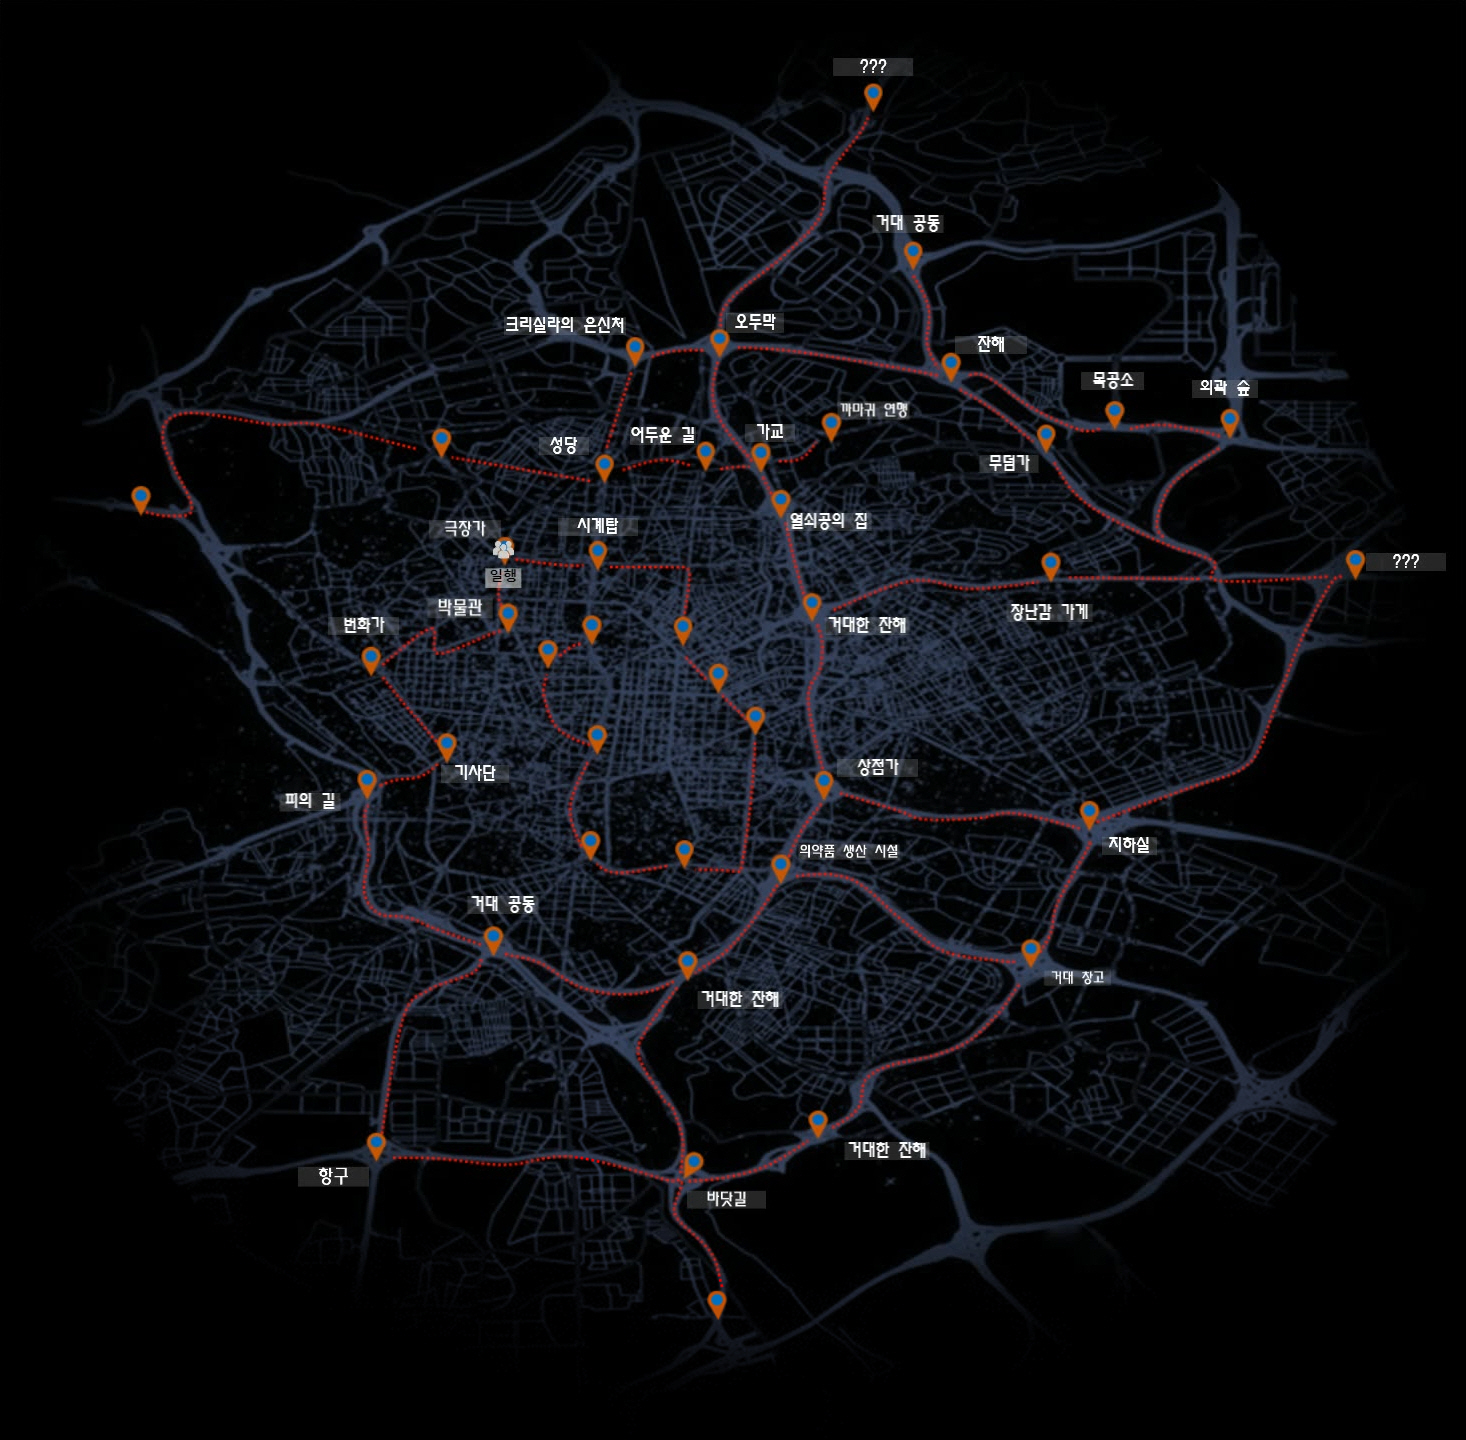 ???
거대 공동
크리실라의 은신처
오두막
잔해
목공소
외곽 숲
까마귀 연맹
성당
어두운 길
가교
무덤가
극장가
시계탑
열쇠공의 집
???
일행
박물관
장난감 가게
번화가
거대한 잔해
상점가
기사단
피의 길
지하실
의약품 생산 시설
거대 공동
거대 창고
거대한 잔해
거대한 잔해
항구
바닷길